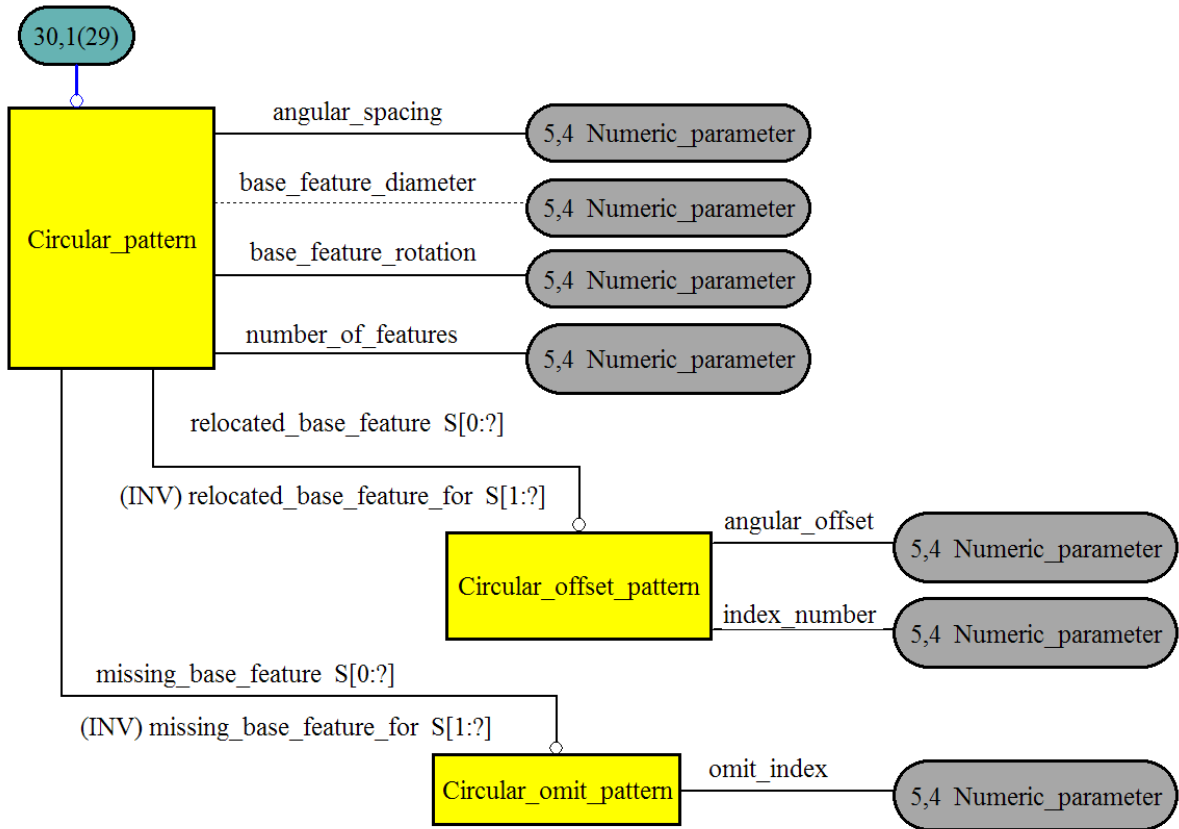 30,1(29)
angular_spacing
5,4 Numeric_parameter
base_feature_diameter
5,4 Numeric_parameter
Circular_pattern
base_feature_rotation
5,4 Numeric_parameter
number_of_features
5,4 Numeric_parameter
relocated_base_feature S[0:?]
(INV) relocated_base_feature_for S[1:?]
angular_offset
5,4 Numeric_parameter
Circular_offset_pattern
index_number
5,4 Numeric_parameter
missing_base_feature S[0:?]
(INV) missing_base_feature_for S[1:?]
omit_index
Circular_omit_pattern
5,4 Numeric_parameter